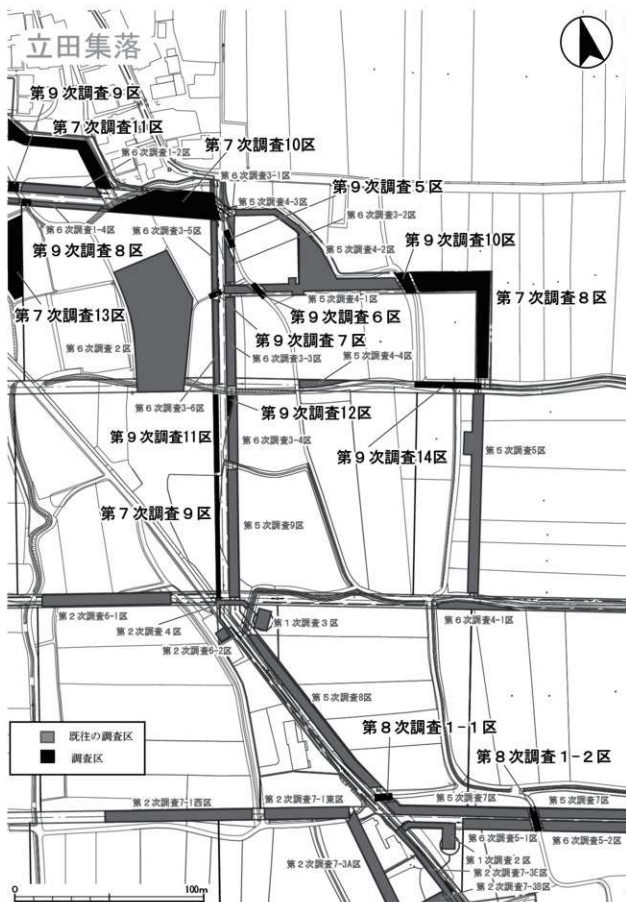 立田集落
第９次調査９区
第７次調査11区
第６次調査1-2区
第７次調査10区
第６次調査3-1区
第５次調査4-3区
第９次調査５区
第６次調査3-2区
第６次調査1-4区
第６次調査3-5区
第５次調査4-2区
第９次調査10区
第９次調査８区
第５次調査4-1区
第７次調査８区
第７次調査13区
第９次調査６区
第９次調査７区
第６次調査２区
第６次調査3-3区
第５次調査4-4区
第６次調査3-6区
第９次調査12区
第９次調査11区
第６次調査3-4区
第９次調査14区
第５次調査5区
第７次調査９区
第５次調査9区
第２次調査6-1区
第２次調査４区
第１次調査３区
第６次調査4-1区
第２次調査6-2区
第５次調査8区
既往の調査区
調査区
第８次調査１-１区
第８次調査１-２区
第２次調査7-1西区
第２次調査7-1東区
第５次調査7区
第５次調査7区
第６次調査5-1区
第６次調査5-2区
第１次調査２区
第２次調査7-3A区
第２次調査7-3E区
第２次調査7-3B区
0
100m